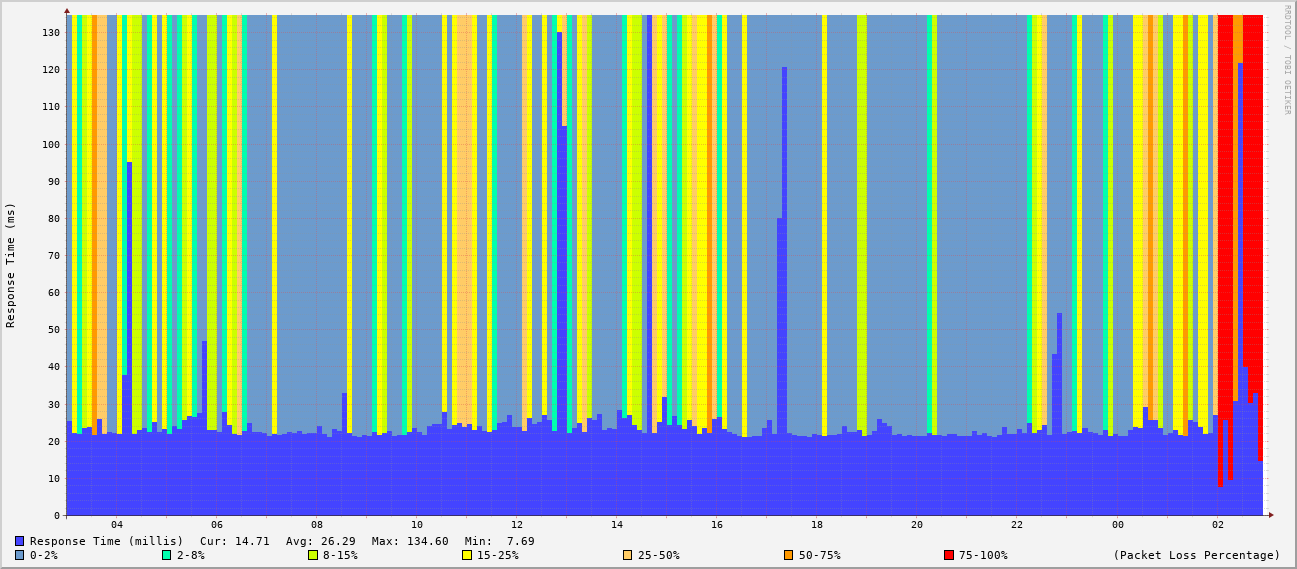 RRDTOOL / TOBI OETIKER
Response Time (ms)
130
120
110
100
90
80
70
60
50
40
30
20
10
0
04 06 08 10 12 14 16 18 20 22 00 02
Response Time (millis) Cur: 14.71 Avg: 26.29 Max: 134.60 Min: 7.69
0-2% 2-8% 8-15% 15-25% 25-50% 50-75% 75-100% (Packet Loss Percentage)